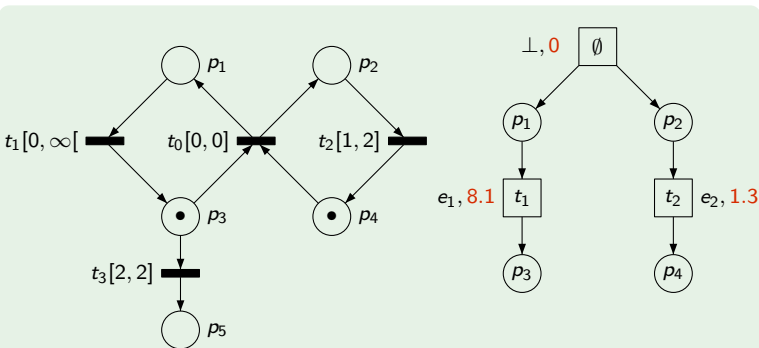 p₁
p₂
t₁[0, ∞[
t₀[0, 0]
t₂[1, 2]
p₃
p₄
t₃[2, 2]
p₅
⊥, 0
∅
p₁
p₂
e₁, 8.1
t₁
t₂
e₂, 1.3
p₃
p₄